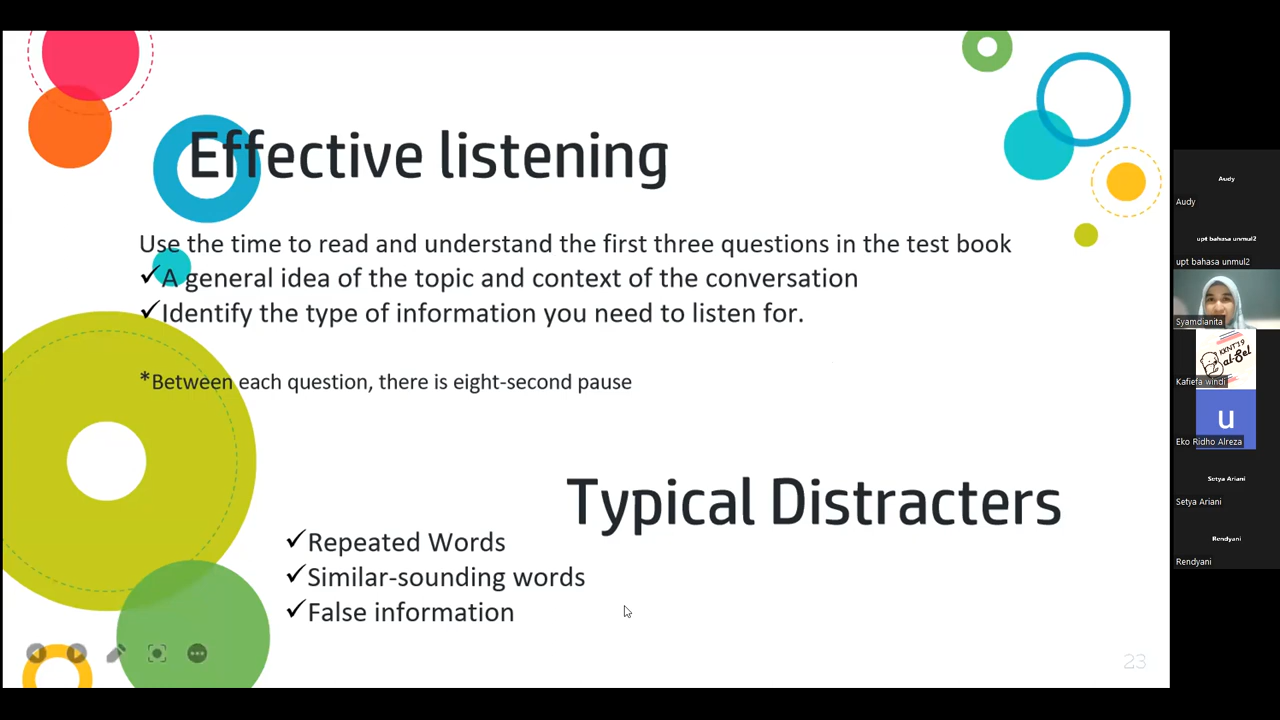 Effective listening
Use the time to read and understand the first three questions in the test book
✓A general idea of the topic and context of the conversation
✓Identify the type of information you need to listen for.
*Between each question, there is eight-second pause
Typical Distracters
✓Repeated Words
✓Similar-sounding words
✓False information
23
Audy
Audy
upt bahasa unmul2
upt bahasa unmul2
Syamdianita
KKNT19
al-gel
Kafiefa windi
u
Eko Ridho Alreza
Setya Ariani
Setya Ariani
Rendyani
Rendyani